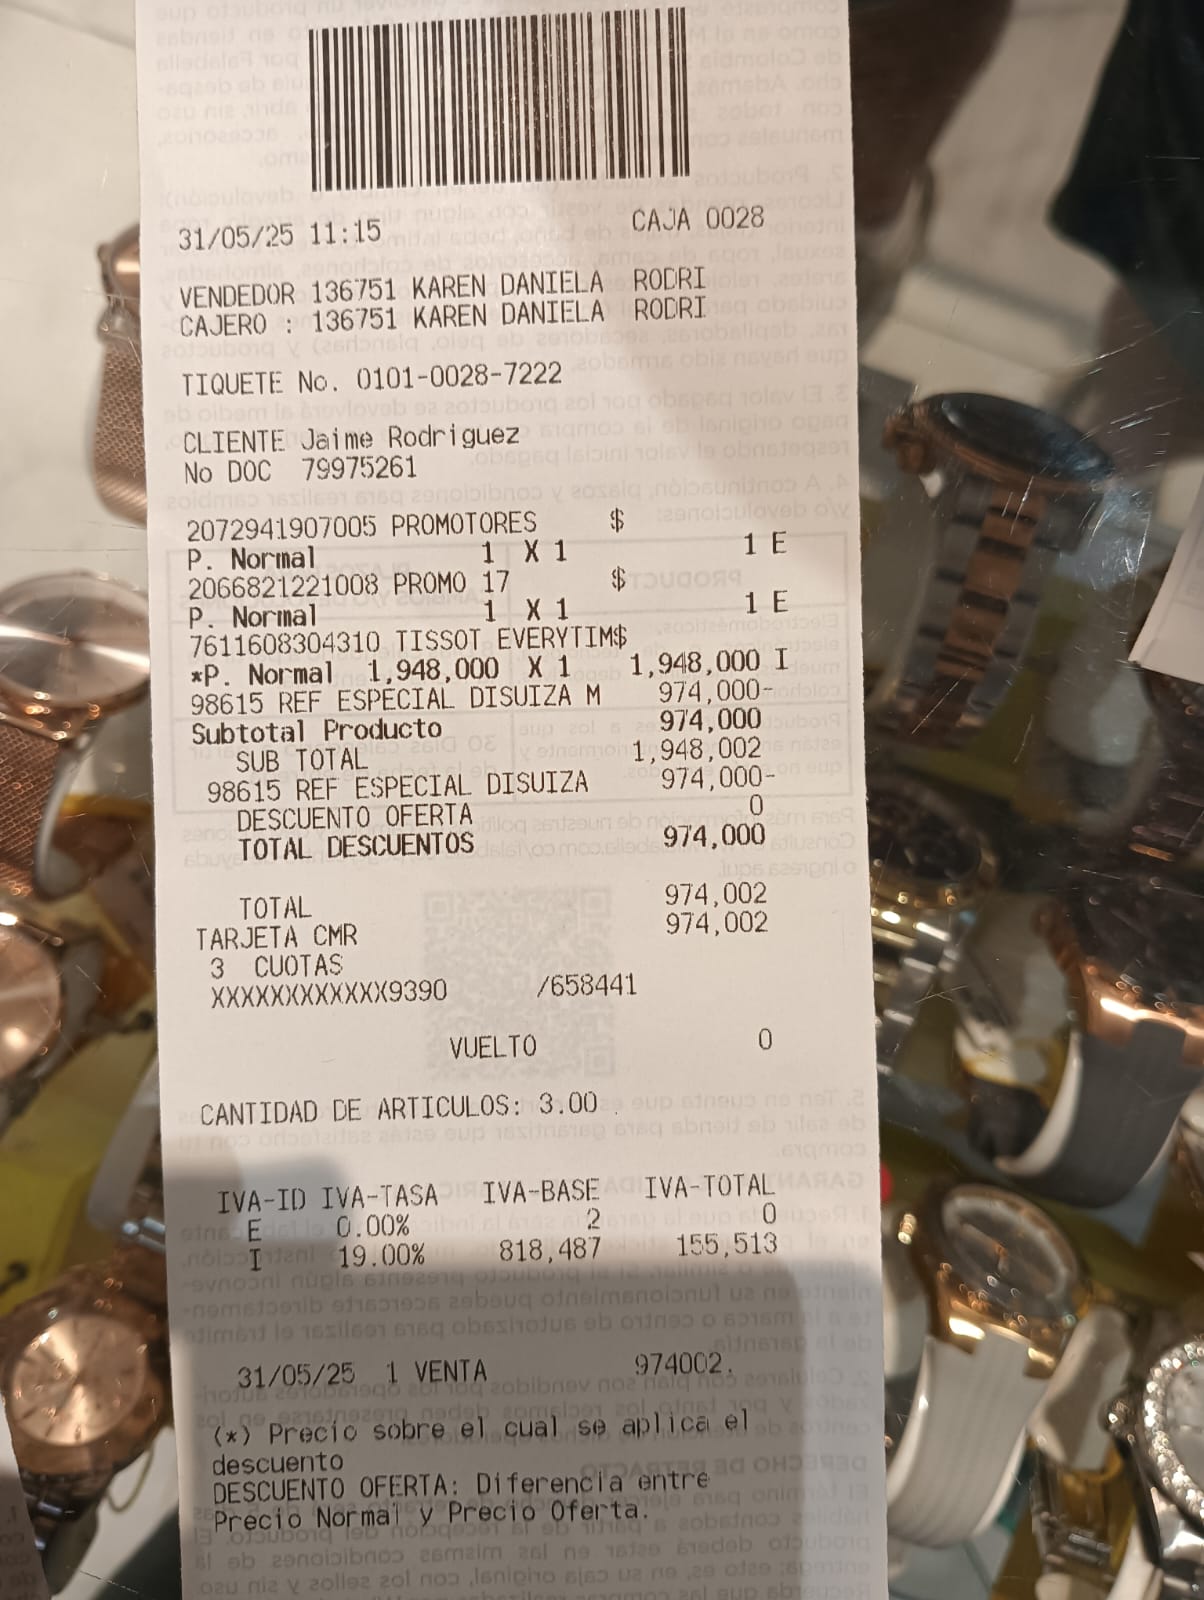 31/05/25 11:15 CAJA 0028
VENDEDOR 136751 KAREN DANIELA RODRI
CAJERO : 136751 KAREN DANIELA RODRI
TIQUETE No. 0101-0028-7222
CLIENTE Jaime Rodriguez
No DOC 79975261
2072941907005 PROMOTORES $
P. Normal 1 X 1 1 E
2066821221008 PROMO 17 $
P. Normal 1 X 1 1 E
7611608304310 TISSOT EVERYTIM$
*P. Normal 1,948,000 X 1 1,948,000 I
98615 REF ESPECIAL DISUIZA M 974,000-
Subtotal Producto 974,000
SUB TOTAL 1,948,002
98615 REF ESPECIAL DISUIZA 974,000-
DESCUENTO OFERTA 0
TOTAL DESCUENTOS 974,000
TOTAL 974,002
TARJETA CMR 974,002
3 CUOTAS
XXXXXXXXXXXX9390 /658441
VUELTO 0
CANTIDAD DE ARTICULOS: 3.00
IVA-ID IVA-TASA IVA-BASE IVA-TOTAL
E 0.00% 2 0
I 19.00% 818,487 155,513
31/05/25 1 VENTA 974002.
(*) Precio sobre el cual se aplica el
descuento
DESCUENTO OFERTA: Diferencia entre
Precio Normal y Precio Oferta.